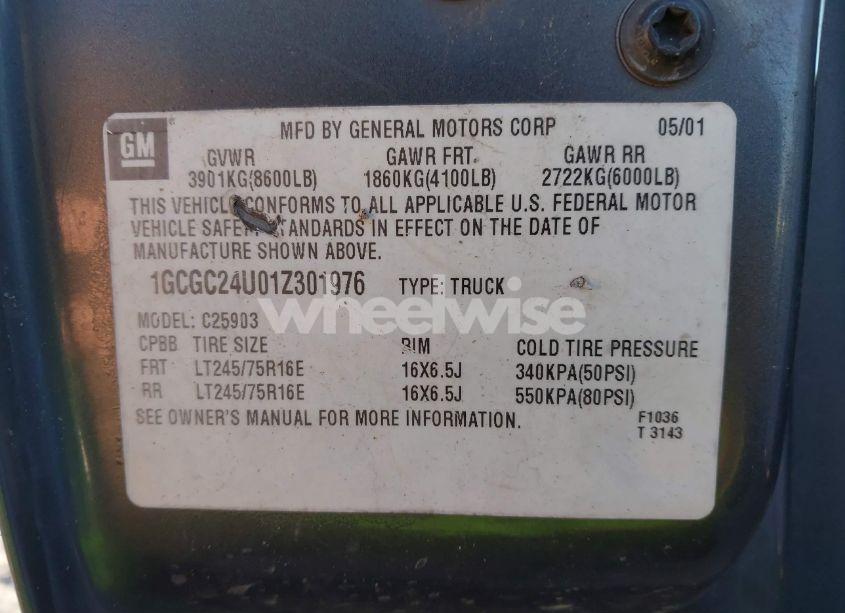 GM
MFD BY GENERAL MOTORS CORP 05/01
GVWR GAWR FRT. GAWR RR
3901KG(8600LB) 1860KG(4100LB) 2722KG(6000LB)
THIS VEHICLE CONFORMS TO ALL APPLICABLE U.S. FEDERAL MOTOR
VEHICLE SAFETY STANDARDS IN EFFECT ON THE DATE OF
MANUFACTURE SHOWN ABOVE.
1GCGC24U01Z301976 TYPE: TRUCK
wheelwise
MODEL: C25903
CPBB TIRE SIZE RIM COLD TIRE PRESSURE
FRT LT245/75R16E 16X6.5J 340KPA(50PSI)
RR LT245/75R16E 16X6.5J 550KPA(80PSI)
SEE OWNER'S MANUAL FOR MORE INFORMATION.
F1036
T 3143